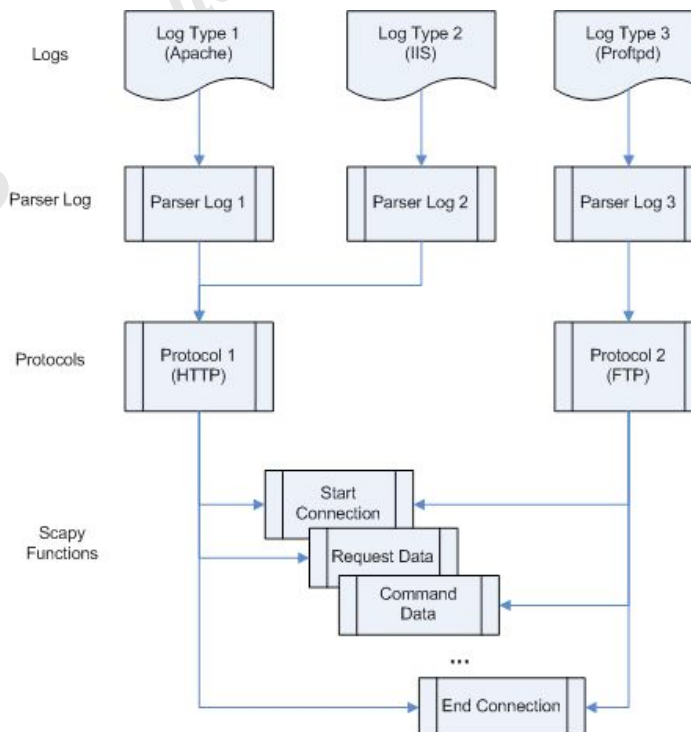 Logs
Log Type 1
(Apache)
Log Type 2
(IIS)
Log Type 3
(Proftpd)
Parser Log
Parser Log 1
Parser Log 2
Parser Log 3
Protocols
Protocol 1
(HTTP)
Protocol 2
(FTP)
Scapy
Functions
Start
Connection
Request Data
Command
Data
...
End Connection